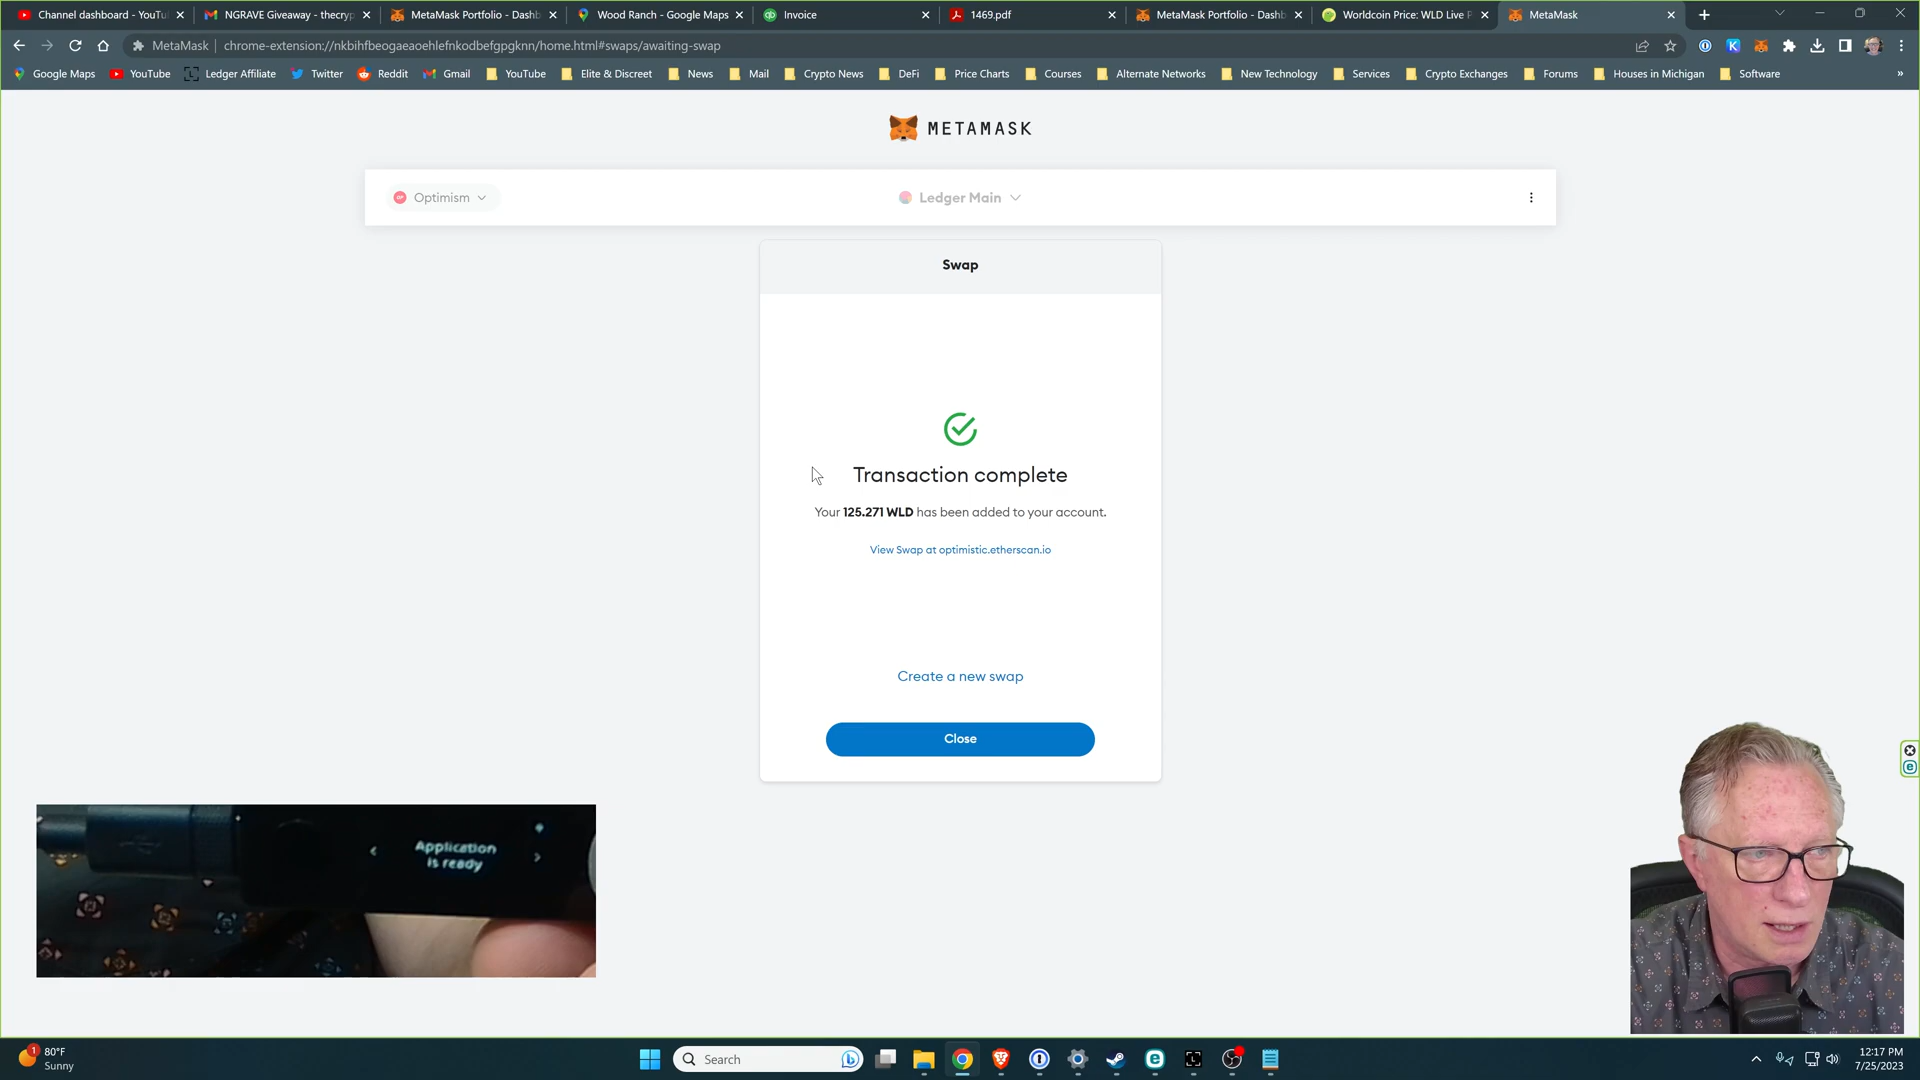 Channel dashboard - YouTu
NGRAVE Giveaway - thecryp
MetaMask Portfolio - Dashb
Wood Ranch - Google Maps
Invoice
1469.pdf
MetaMask Portfolio - Dashb
Worldcoin Price: WLD Live P
MetaMask
MetaMask | chrome-extension://nkbihfbeogaeaoehlefnkodbefgpgknn/home.html#swaps/awaiting-swap
Google Maps YouTube Ledger Affiliate Twitter Reddit Gmail YouTube Elite & Discreet News Mail Crypto News DeFi Price Charts Courses Alternate Networks New Technology Services Crypto Exchanges Forums Houses in Michigan Software »
METAMASK
Optimism
Ledger Main
Swap
Transaction complete
Your 125.271 WLD has been added to your account.
View Swap at optimistic.etherscan.io
Create a new swap
Close
Application
is ready
1
80°F
Sunny
Search
12:17 PM
7/25/2023